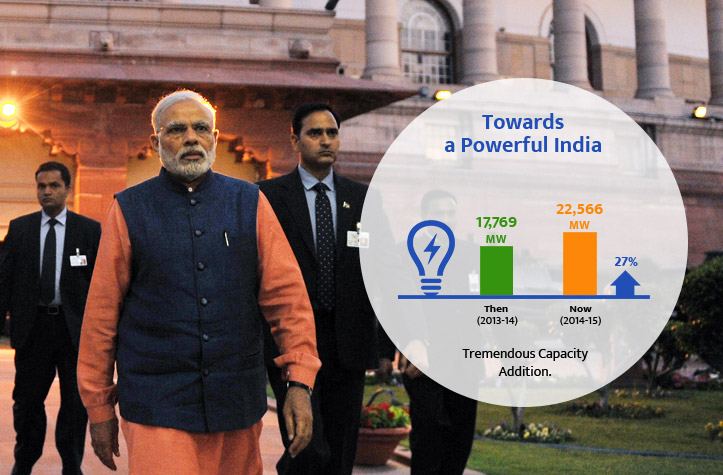 Towards
a Powerful India
17,769
MW
22,566
MW
27%
Then
(2013-14)
Now
(2014-15)
Tremendous Capacity
Addition.